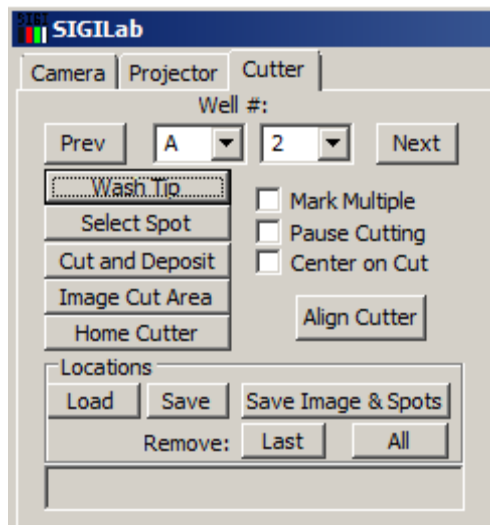 SIGI
SIGILab
Camera Projector Cutter
Well #:
Prev A 2 Next
Wash Tip
Mark Multiple
Select Spot
Pause Cutting
Cut and Deposit
Center on Cut
Image Cut Area
Align Cutter
Home Cutter
Locations
Load Save Save Image & Spots
Remove: Last All